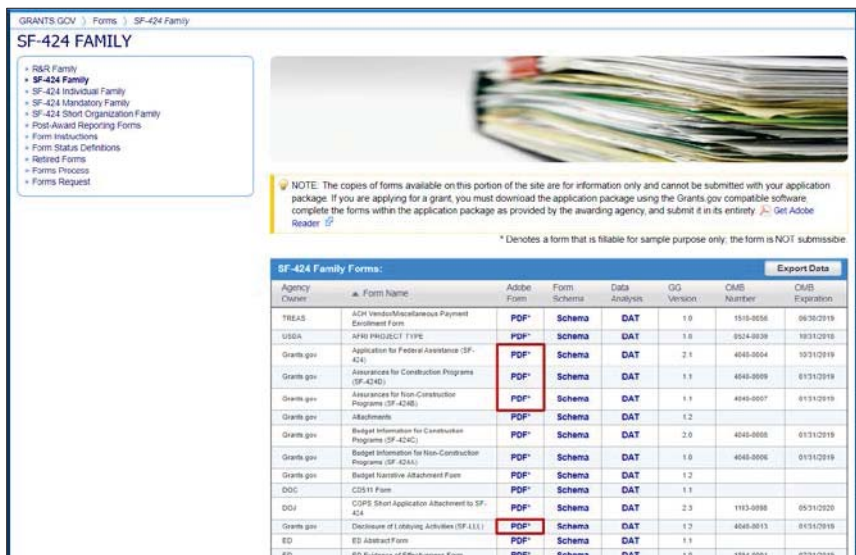 GRANTS.GOV 〉 Forms 〉 SF-424 Family
SF-424 FAMILY
R&R Family
SF-424 Family
SF-424 Individual Family
SF-424 Mandatory Family
SF-424 Short Organization Family
Post-Award Reporting Forms
Form Instructions
Form Status Definitions
Retired Forms
Forms Process
Forms Request
NOTE: The copies of forms available on this portion of the site are for information only and cannot be submitted with your application
package. If you are applying for a grant, you must download the application package using the Grants.gov compatible software,
complete the forms within the application package as provided by the awarding agency, and submit it in its entirety. Get Adobe
Reader
* Denotes a form that is fillable for sample purpose only; the form is NOT submissible.
SF-424 Family Forms: Export Data
Agency Owner ▲ Form Name Adobe Form Form Schema Data Analysis GG Version OMB Number OMB Expiration
TREAS ACH Vendor/Miscellaneous Payment Enrollment Form PDF* Schema DAT 1.0 1510-0056 06/30/2019
USDA AFRI PROJECT TYPE PDF* Schema DAT 1.0 0524-0039 10/31/2018
Grants.gov Application for Federal Assistance (SF-424) PDF* Schema DAT 2.1 4040-0004 10/31/2019
Grants.gov Assurances for Construction Programs (SF-424D) PDF* Schema DAT 1.1 4040-0009 01/31/2019
Grants.gov Assurances for Non-Construction Programs (SF-424B) PDF* Schema DAT 1.1 4040-0007 01/31/2019
Grants.gov Attachments PDF* Schema DAT 1.2
Grants.gov Budget Information for Construction Programs (SF-424C) PDF* Schema DAT 2.0 4040-0008 01/31/2019
Grants.gov Budget Information for Non-Construction Programs (SF-424A) PDF* Schema DAT 1.0 4040-0006 01/31/2019
Grants.gov Budget Narrative Attachment Form PDF* Schema DAT 1.2
DOC CD511 Form PDF* Schema DAT 1.1
DOJ COPS Short Application Attachment to SF-424 PDF* Schema DAT 2.3 1103-0098 05/31/2020
Grants.gov Disclosure of Lobbying Activities (SF-LLL) PDF* Schema DAT 1.2 4040-0013 01/31/2019
ED ED Abstract Form PDF* Schema DAT 1.1